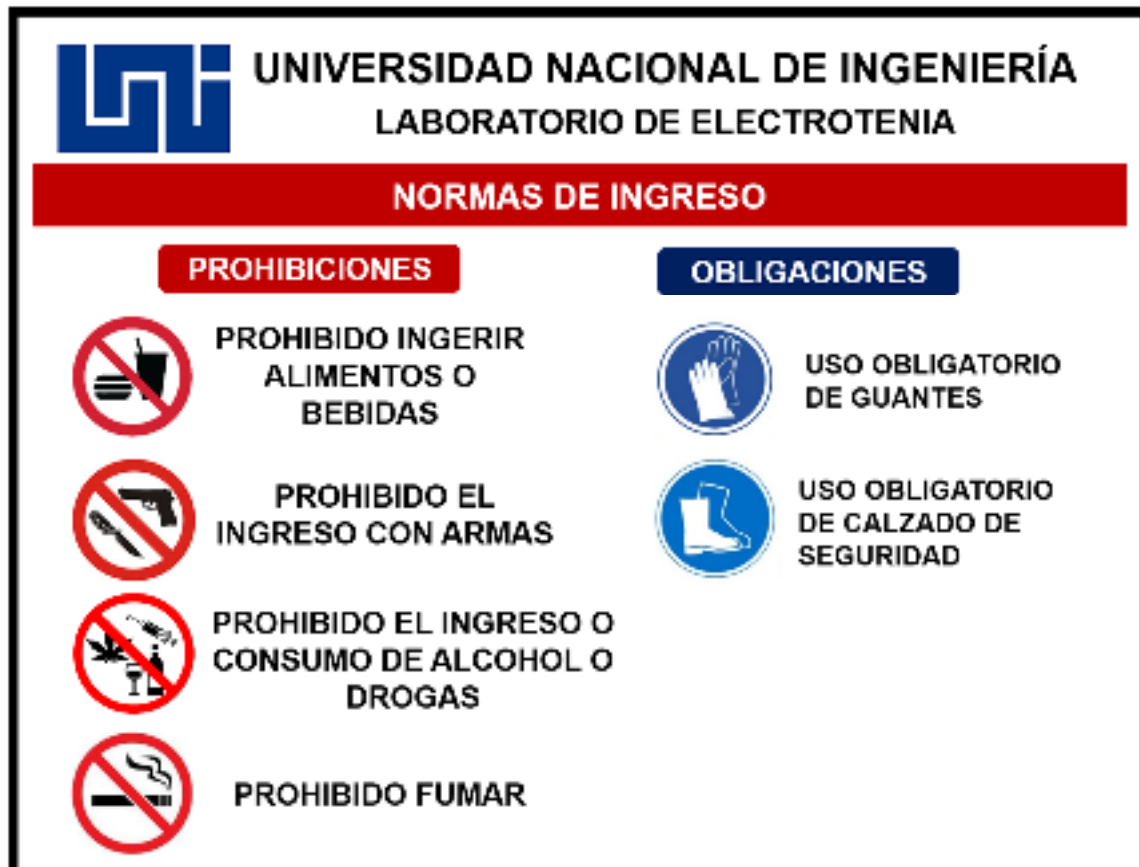 UNI
UNIVERSIDAD NACIONAL DE INGENIERÍA
LABORATORIO DE ELECTROTENIA
NORMAS DE INGRESO
PROHIBICIONES
PROHIBIDO INGERIR
ALIMENTOS O
BEBIDAS
PROHIBIDO EL
INGRESO CON ARMAS
PROHIBIDO EL INGRESO O
CONSUMO DE ALCOHOL O
DROGAS
PROHIBIDO FUMAR
OBLIGACIONES
USO OBLIGATORIO
DE GUANTES
USO OBLIGATORIO
DE CALZADO DE
SEGURIDAD